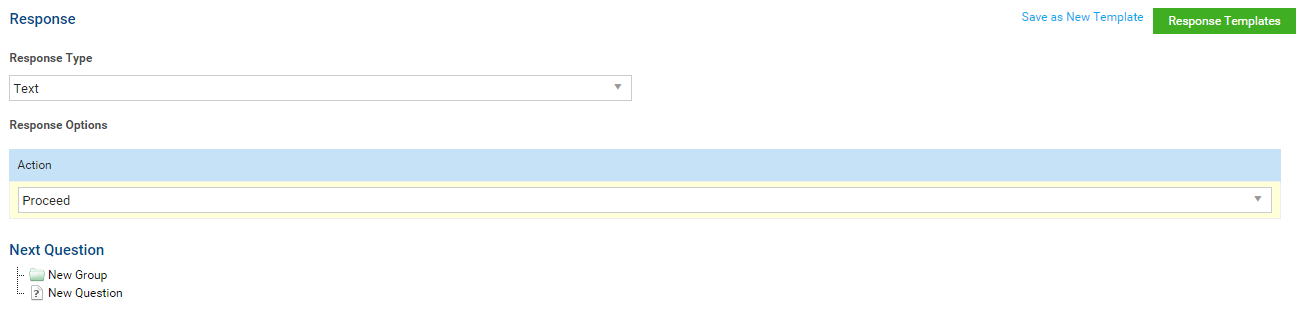 Response
Save as New Template
Response Templates
Response Type
Text
Response Options
Action
Proceed
Next Question
New Group
? New Question